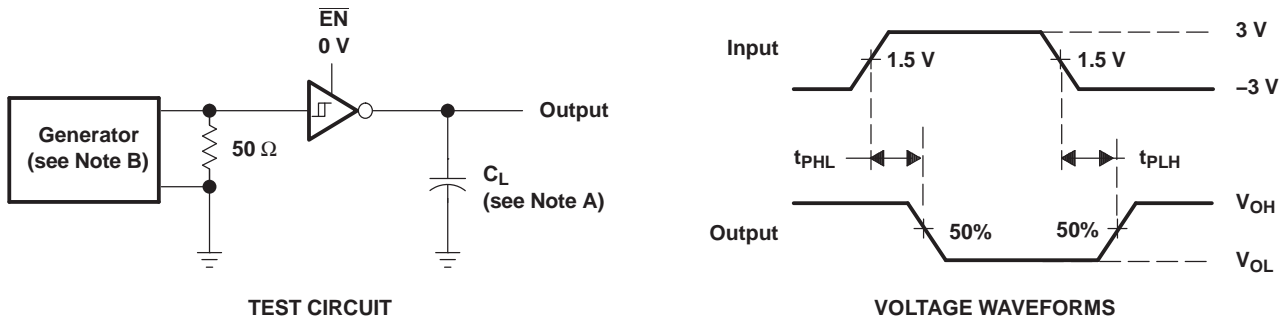 EN
0 V
Generator
(see Note B)
50 Ω
Output
CL
(see Note A)
TEST CIRCUIT
Input
3 V
1.5 V
1.5 V
–3 V
tPHL
tPLH
Output
50%
50%
VOH
VOL
VOLTAGE WAVEFORMS